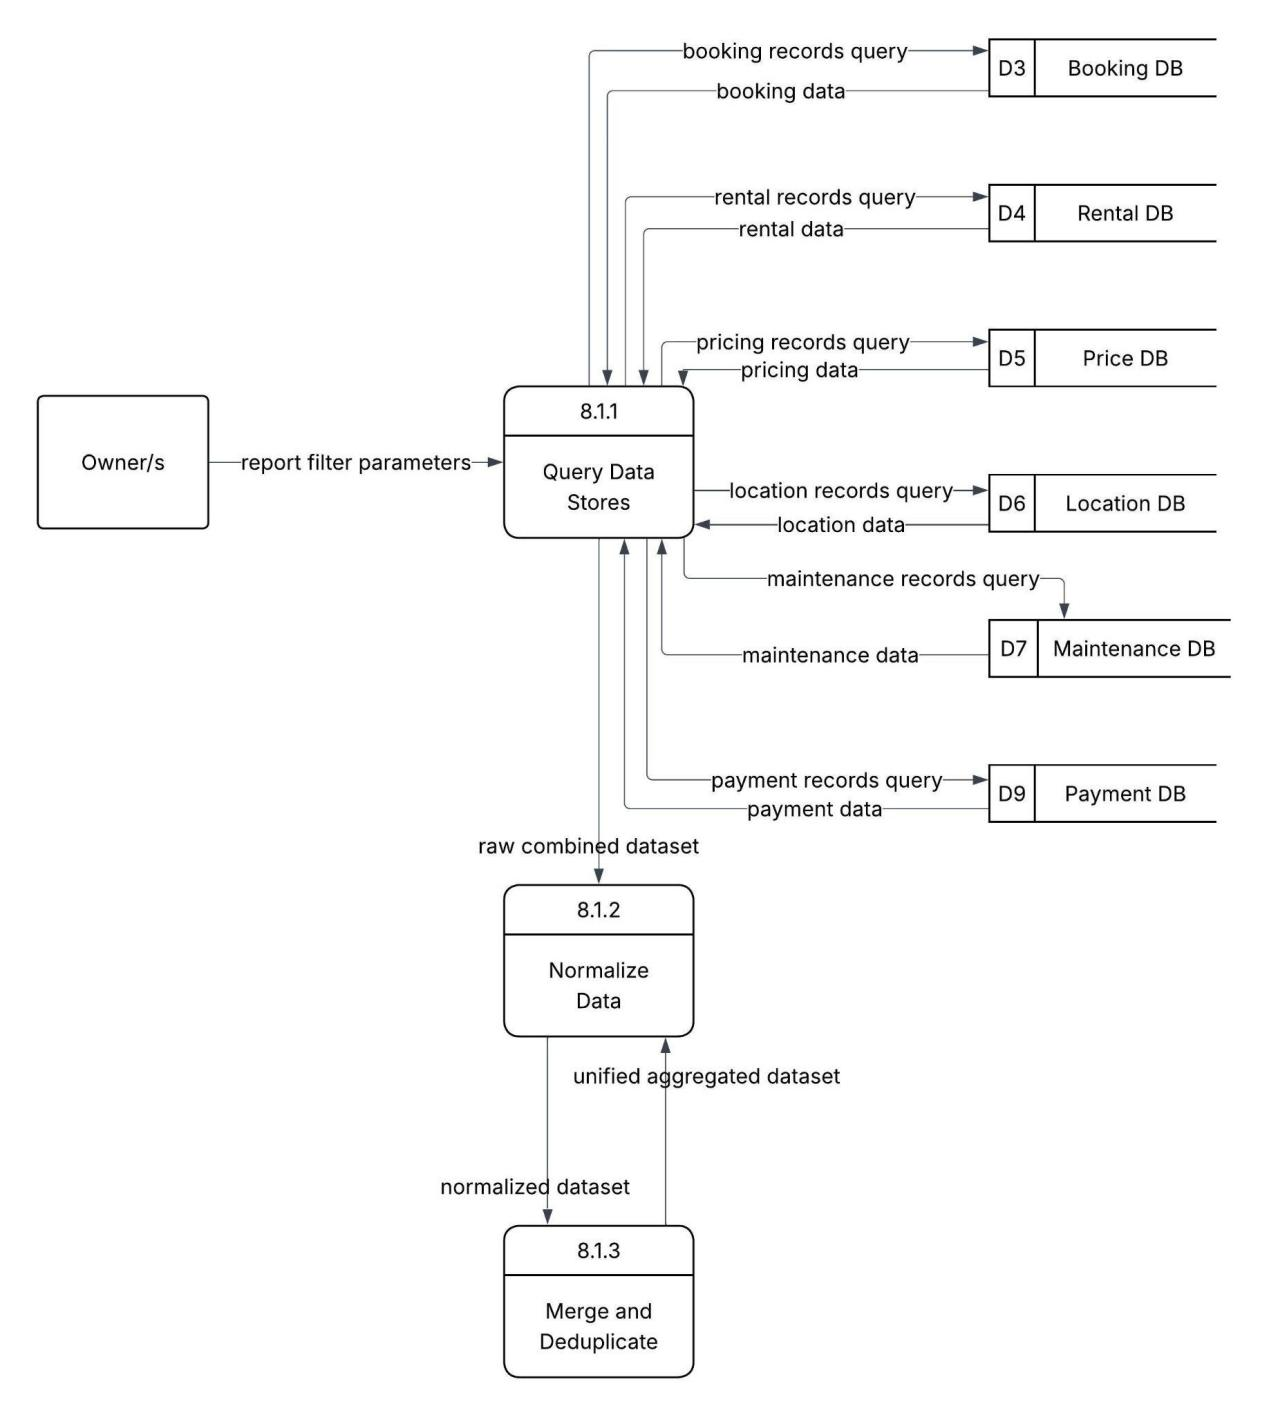 booking records query
D3
Booking DB
booking data
rental records query
D4
Rental DB
rental data
pricing records query
D5
Price DB
pricing data
8.1.1
Owner/s
report filter parameters
Query Data
Stores
location records query
D6
Location DB
location data
maintenance records query
D7
Maintenance DB
maintenance data
payment records query
D9
Payment DB
payment data
raw combined dataset
8.1.2
Normalize
Data
unified aggregated dataset
normalized dataset
8.1.3
Merge and
Deduplicate